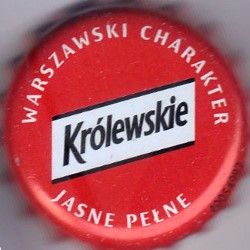 WARSZAWSKI CHARAKTER
Królewskie
JASNE PEŁNE